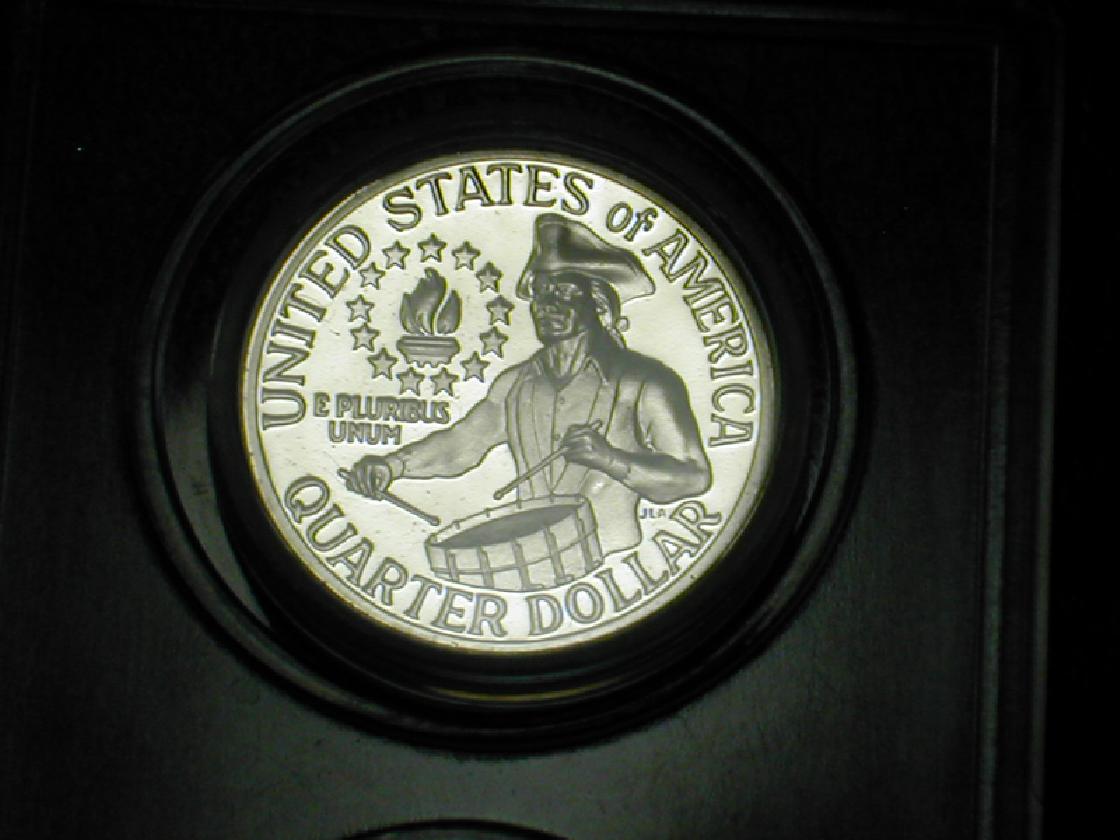 UNITED STATES of AMERICA
E PLURIBUS
UNUM
JLA
QUARTER DOLLAR